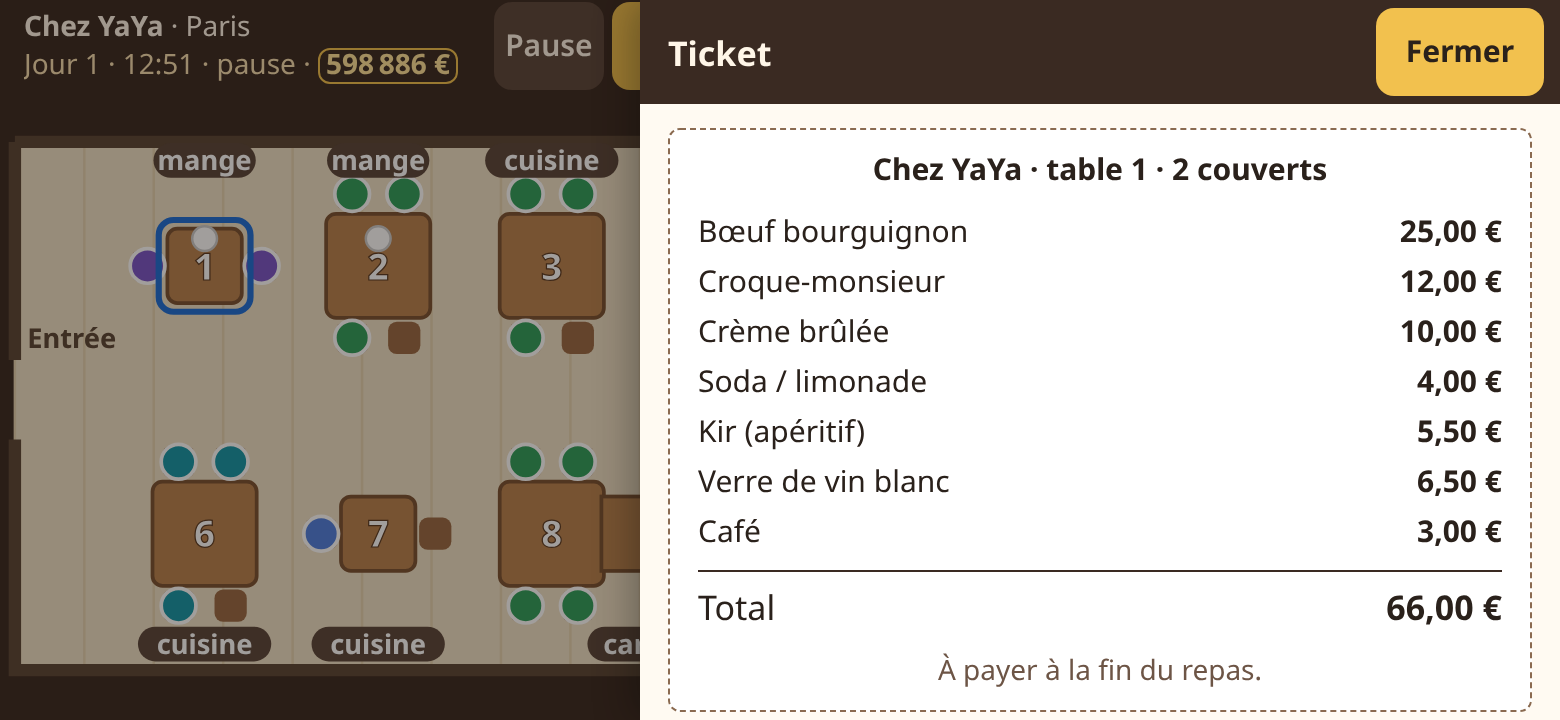 Chez YaYa · Paris
Jour 1 · 12:51 · pause · 598 886 €
Pause
Ticket
Fermer
mange
mange
cuisine
1
2
3
Entrée
6
7
8
cuisine
cuisine
Chez YaYa · table 1 · 2 couverts
Bœuf bourguignon 25,00 €
Croque-monsieur 12,00 €
Crème brûlée 10,00 €
Soda / limonade 4,00 €
Kir (apéritif) 5,50 €
Verre de vin blanc 6,50 €
Café 3,00 €
Total 66,00 €
À payer à la fin du repas.